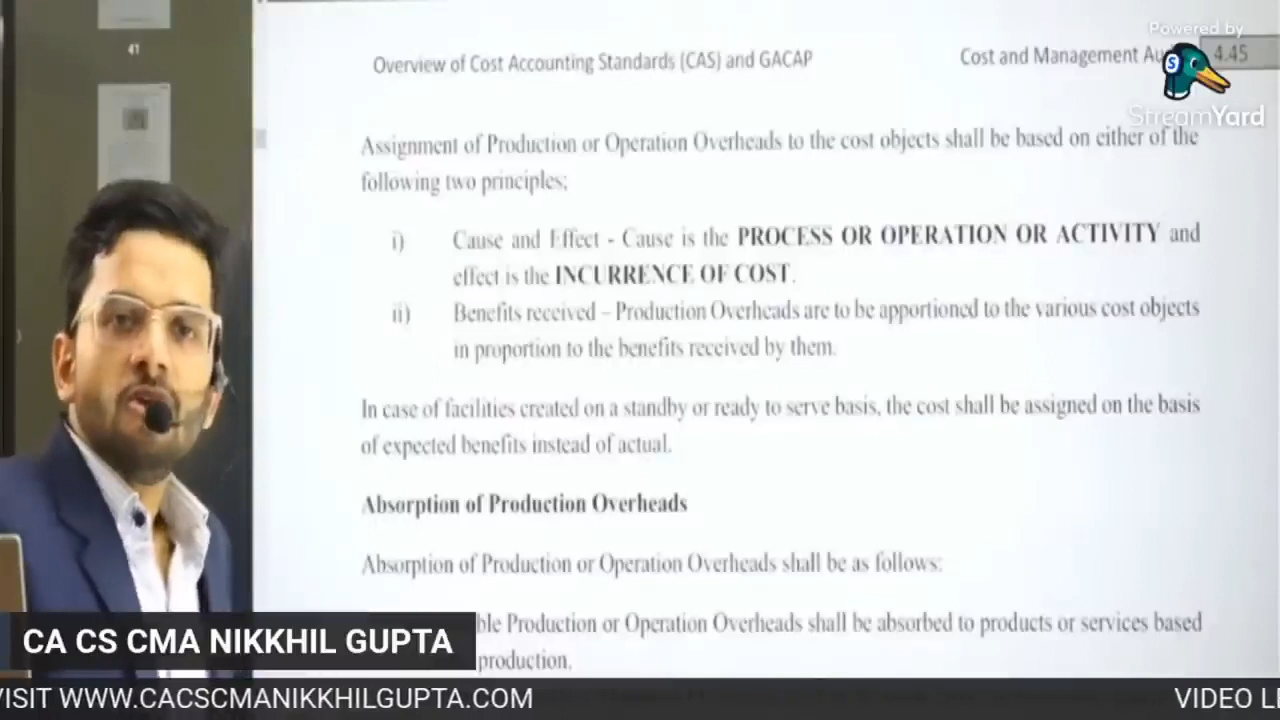 Powered by
StreamYard
S
41
Overview of Cost Accounting Standards (CAS) and GACAP
Cost and Management Au
4.45
Assignment of Production or Operation Overheads to the cost objects shall be based on either of the
following two principles;
i) Cause and Effect - Cause is the PROCESS OR OPERATION OR ACTIVITY and
effect is the INCURRENCE OF COST.
ii) Benefits received – Production Overheads are to be apportioned to the various cost objects
in proportion to the benefits received by them.
In case of facilities created on a standby or ready to serve basis, the cost shall be assigned on the basis
of expected benefits instead of actual.
Absorption of Production Overheads
Absorption of Production or Operation Overheads shall be as follows:
ble Production or Operation Overheads shall be absorbed to products or services based
production.
CA CS CMA NIKKHIL GUPTA
VISIT WWW.CACSCMANIKKHILGUPTA.COM
VIDEO LE